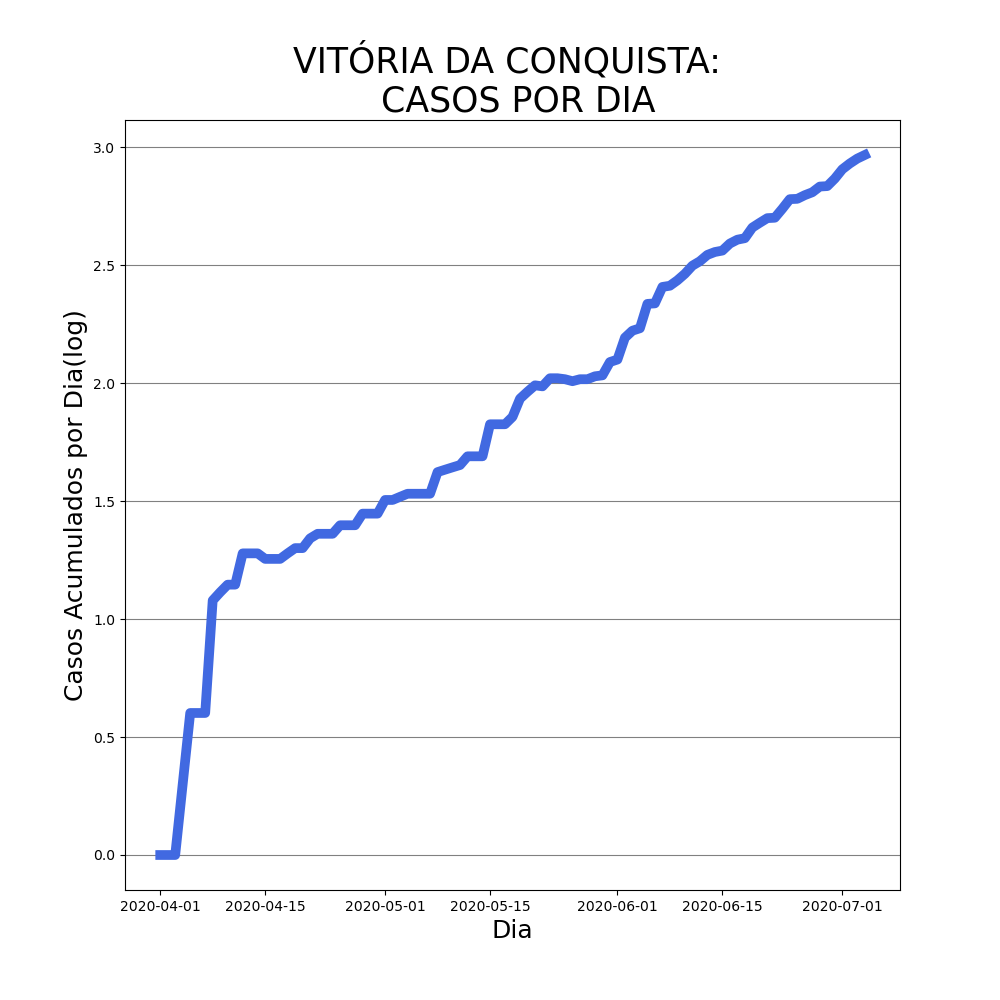 VITÓRIA DA CONQUISTA:
CASOS POR DIA
3.0
2.5
2.0
1.5
1.0
0.5
0.0
Casos Acumulados por Dia(log)
2020-04-01 2020-04-15 2020-05-01 2020-05-15 2020-06-01 2020-06-15 2020-07-01
Dia